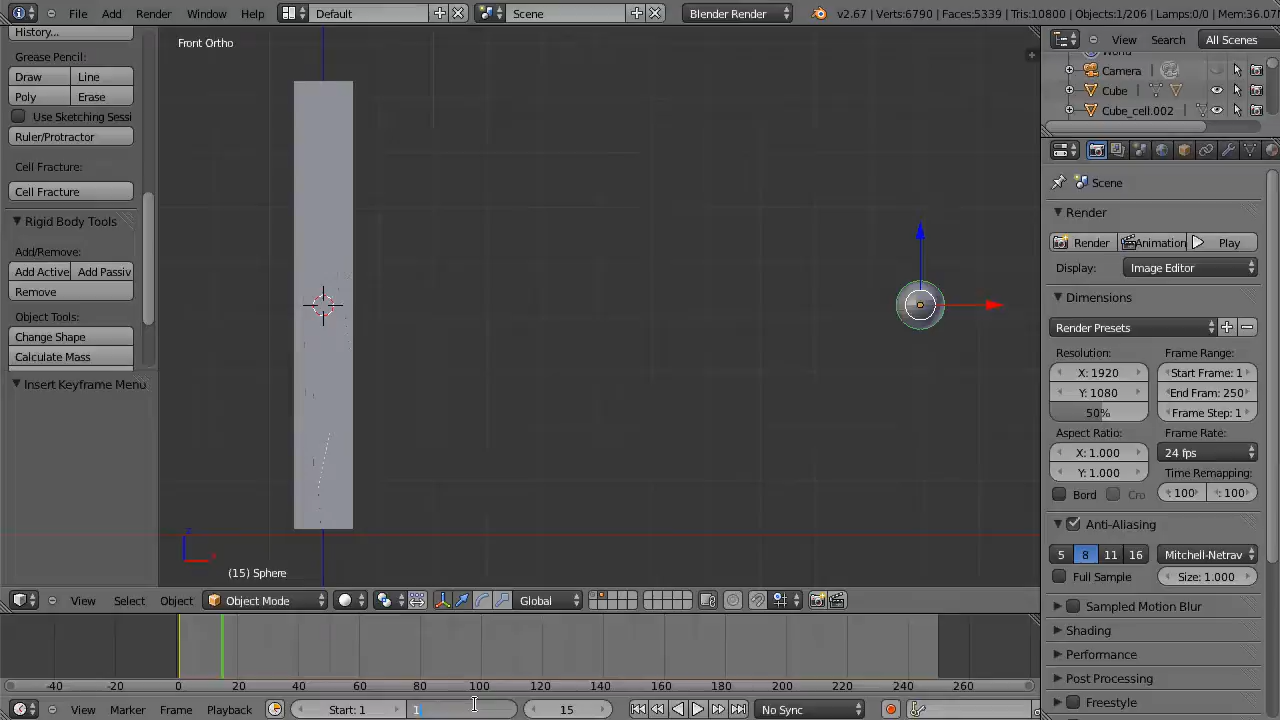 File Add Render Window Help Default Scene Blender Render v2.67 | Verts:6790 | Faces:5339 | Tris:10800 | Objects:1/206 | Lamps:0/0 | Mem:36.07
History...
Grease Pencil:
Draw Line
Poly Erase
Use Sketching Sessi
Ruler/Protractor
Cell Fracture:
Cell Fracture
Rigid Body Tools
Add/Remove:
Add Active Add Passiv
Remove
Object Tools:
Change Shape
Calculate Mass
Insert Keyframe Menu
Front Ortho
z
x
(15) Sphere
View Select Object Object Mode Global
View Search All Scenes
World
Camera
Cube
Cube_cell.002
Scene
Render
Render Animation Play
Display: Image Editor
Dimensions
Render Presets
Resolution: Frame Range:
X: 1920 Start Frame: 1
Y: 1080 End Fram: 250
50% Frame Step: 1
Aspect Ratio: Frame Rate:
X: 1.000 24 fps
Y: 1.000 Time Remapping:
Bord Cro : 100 : 100
Anti-Aliasing
5 8 11 16 Mitchell-Netrav
Full Sample Size: 1.000
Sampled Motion Blur
Shading
Performance
Post Processing
Freestyle
-40 -20 0 20 40 60 80 100 120 140 160 180 200 220 240 260
View Marker Frame Playback Start: 1 1 15 No Sync